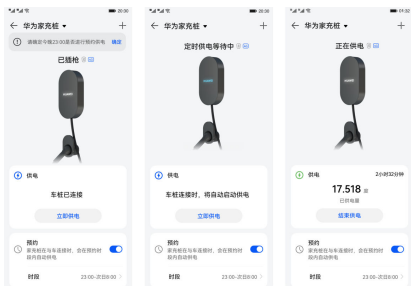 20:00
华为家充桩
请确定今晚23:00是否进行预约供电 确定
已插枪
供电
车桩已连接
立即供电
预约
家充桩在与车连接时，会在预约时
段内自动供电
时段 23:00-次日8:00
20:00
华为家充桩
定时供电等待中
供电
车桩连接时，将自动启动供电
立即供电
预约
家充桩在与车连接时，会在预约时
段内自动供电
时段 23:00-次日8:00
01:32
华为家充桩
正在供电
供电 2小时32分钟
17.518 度
已供电量
结束供电
预约
家充桩在与车连接时，会在预约时
段内自动供电
时段 23:00-次日8:00